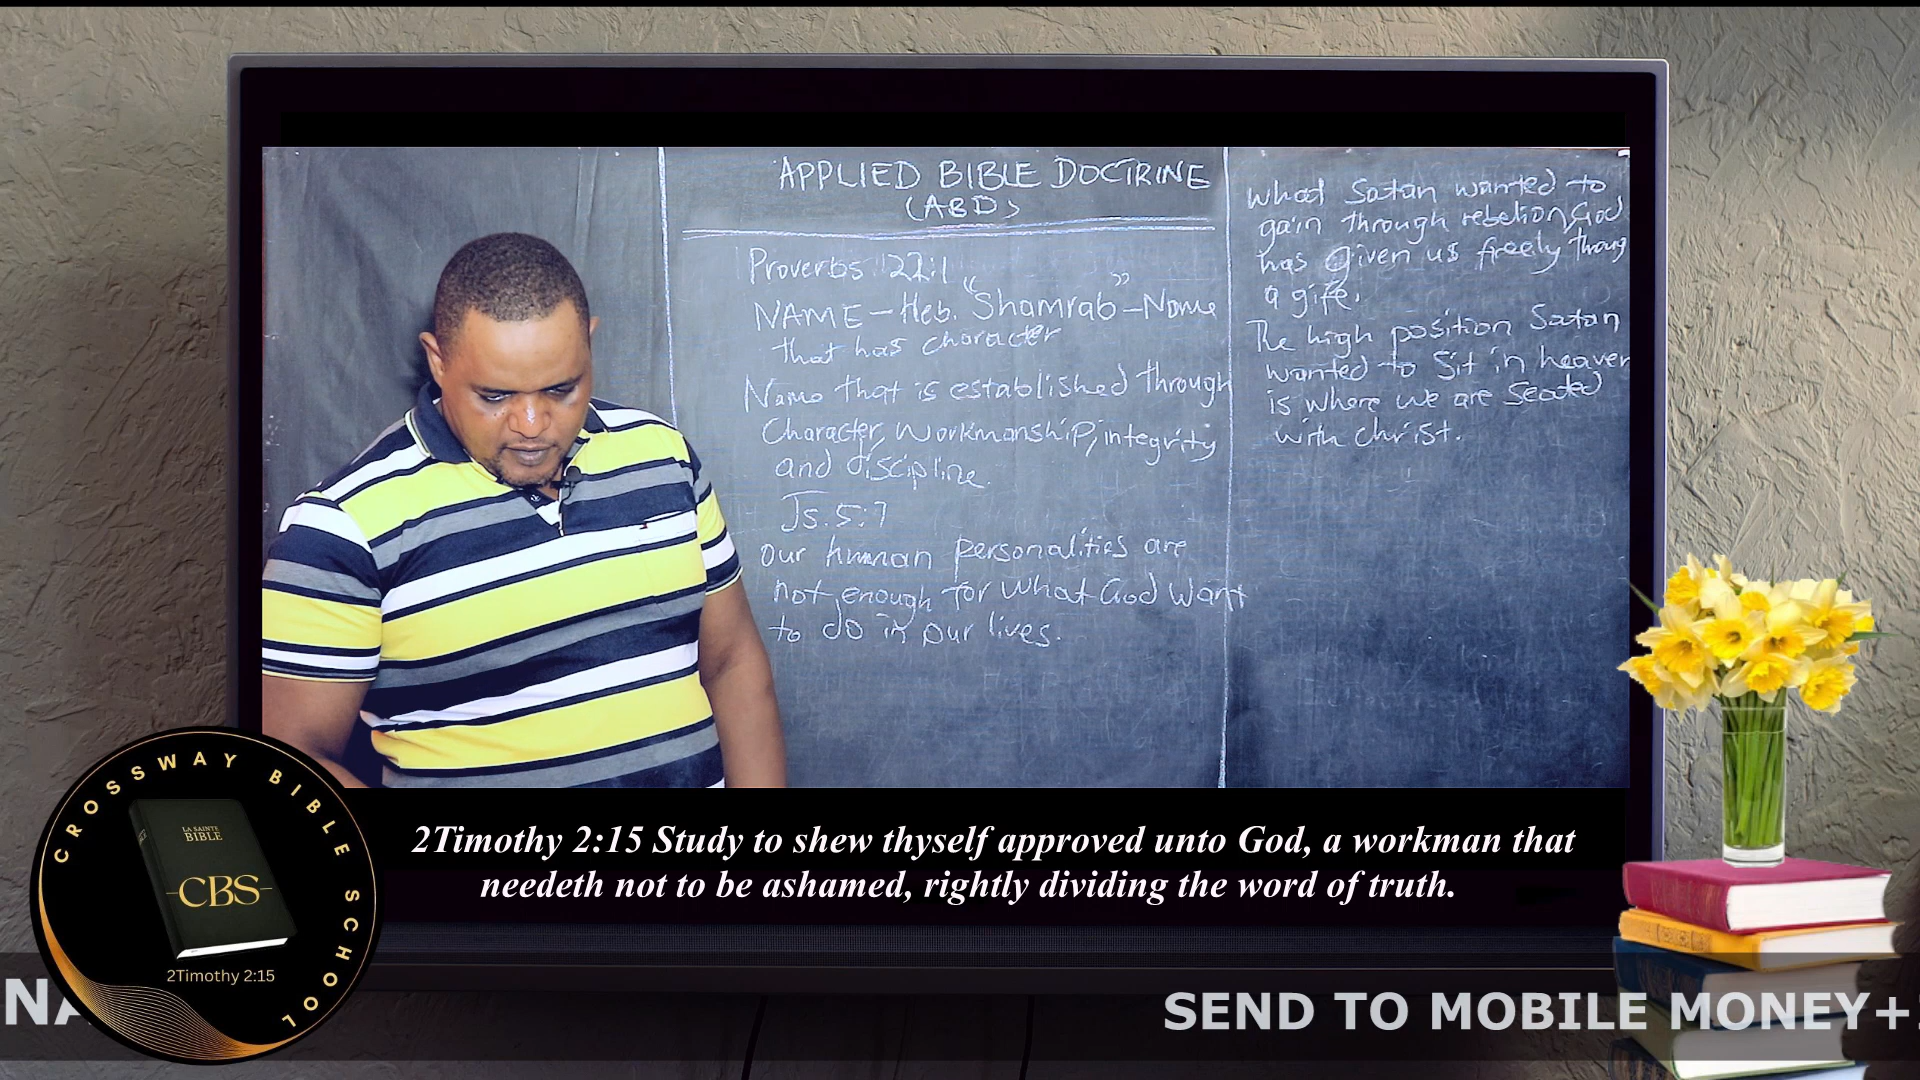 APPLIED BIBLE DOCTRINE
(ABD)
Proverbs 22:1
NAME - Heb. "Shamrab" - Name
that has character
Name that is established through
Character, workmanship, integrity
and discipline.
Js. 5:7
our human personalities are
not enough for what God want
to do in our lives.
what Satan wanted to
gain through rebelion, God
has given us freely throug
a gift.
The high position Satan
wanted to sit in heaven
is where we are seated
with christ.
2Timothy 2:15 Study to shew thyself approved unto God, a workman that
needeth not to be ashamed, rightly dividing the word of truth.
CROSSWAY BIBLE SCHOOL
LA SAINTE
BIBLE
CBS
2Timothy 2:15
SEND TO MOBILE MONEY+